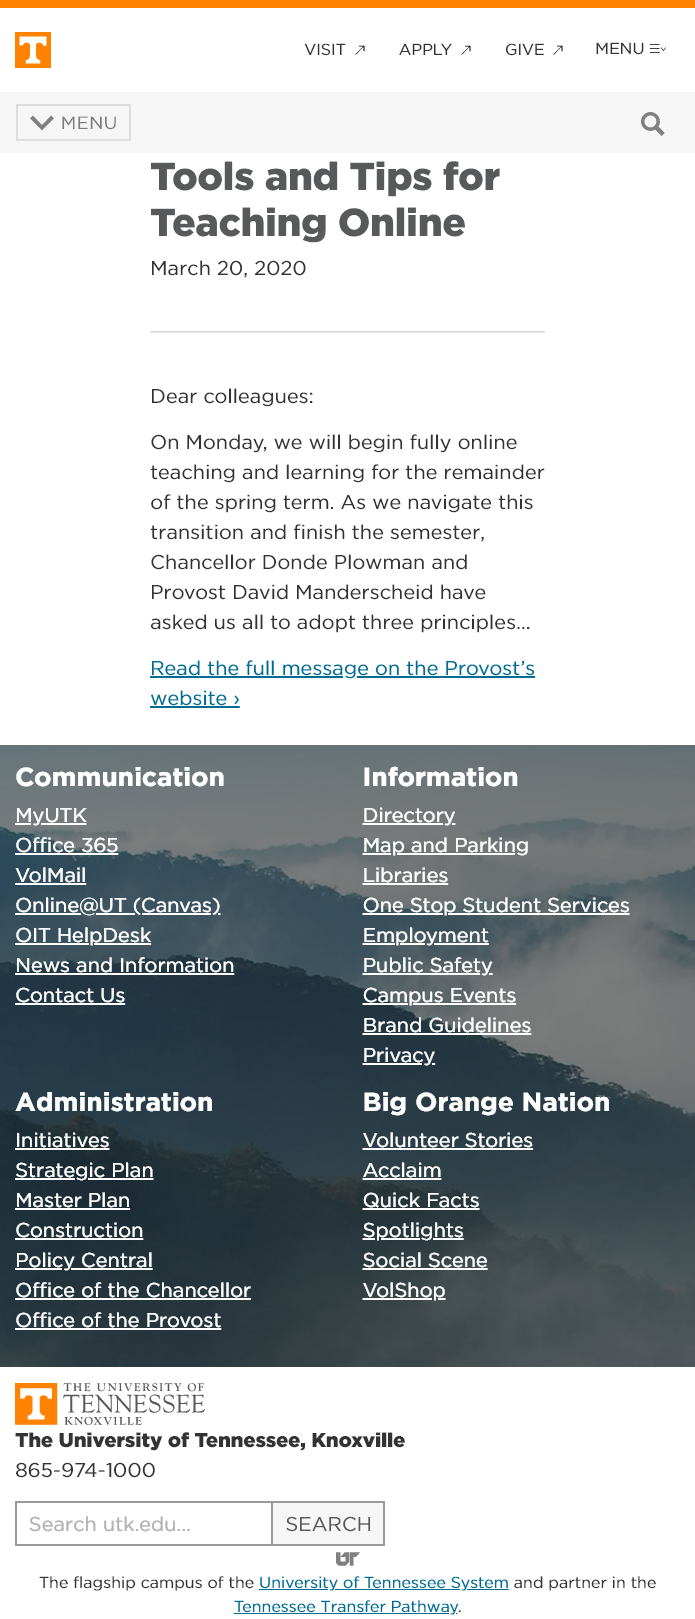 T
VISIT
APPLY
GIVE
MENU
MENU
Tools and Tips for
Teaching Online
March 20, 2020
Dear colleagues:
On Monday, we will begin fully online
teaching and learning for the remainder
of the spring term. As we navigate this
transition and finish the semester,
Chancellor Donde Plowman and
Provost David Manderscheid have
asked us all to adopt three principles…
Read the full message on the Provost’s
website ›
Communication
MyUTK
Office 365
VolMail
Online@UT (Canvas)
OIT HelpDesk
News and Information
Contact Us
Information
Directory
Map and Parking
Libraries
One Stop Student Services
Employment
Public Safety
Campus Events
Brand Guidelines
Privacy
Administration
Initiatives
Strategic Plan
Master Plan
Construction
Policy Central
Office of the Chancellor
Office of the Provost
Big Orange Nation
Volunteer Stories
Acclaim
Quick Facts
Spotlights
Social Scene
VolShop
T
THE UNIVERSITY OF
TENNESSEE
KNOXVILLE
The University of Tennessee, Knoxville
865-974-1000
Search utk.edu…
SEARCH
UT
The flagship campus of the University of Tennessee System and partner in the
Tennessee Transfer Pathway.